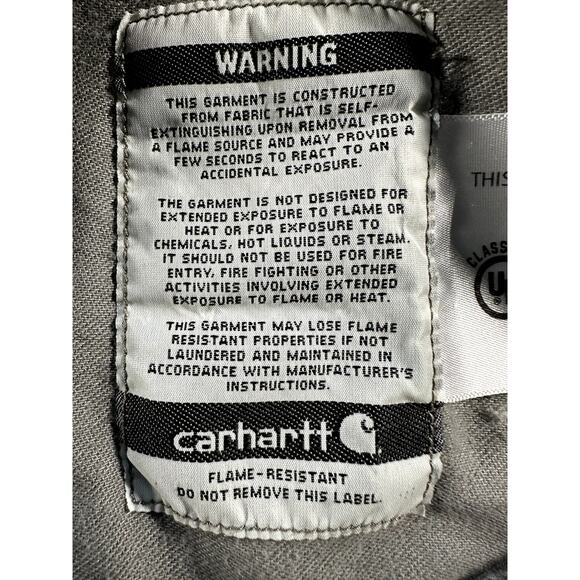 WARNING
THIS GARMENT IS CONSTRUCTED
FROM FABRIC THAT IS SELF-
EXTINGUISHING UPON REMOVAL FROM
A FLAME SOURCE AND MAY PROVIDE A
FEW SECONDS TO REACT TO AN
ACCIDENTAL EXPOSURE.
THE GARMENT IS NOT DESIGNED FOR
EXTENDED EXPOSURE TO FLAME OR
HEAT OR FOR EXPOSURE TO
CHEMICALS, HOT LIQUIDS OR STEAM.
IT SHOULD NOT BE USED FOR FIRE
ENTRY, FIRE FIGHTING OR OTHER
ACTIVITIES INVOLVING EXTENDED
EXPOSURE TO FLAME OR HEAT.
THIS GARMENT MAY LOSE FLAME
RESISTANT PROPERTIES IF NOT
LAUNDERED AND MAINTAINED IN
ACCORDANCE WITH MANUFACTURER'S
INSTRUCTIONS.
carhartt
FLAME-RESISTANT
DO NOT REMOVE THIS LABEL.
THIS